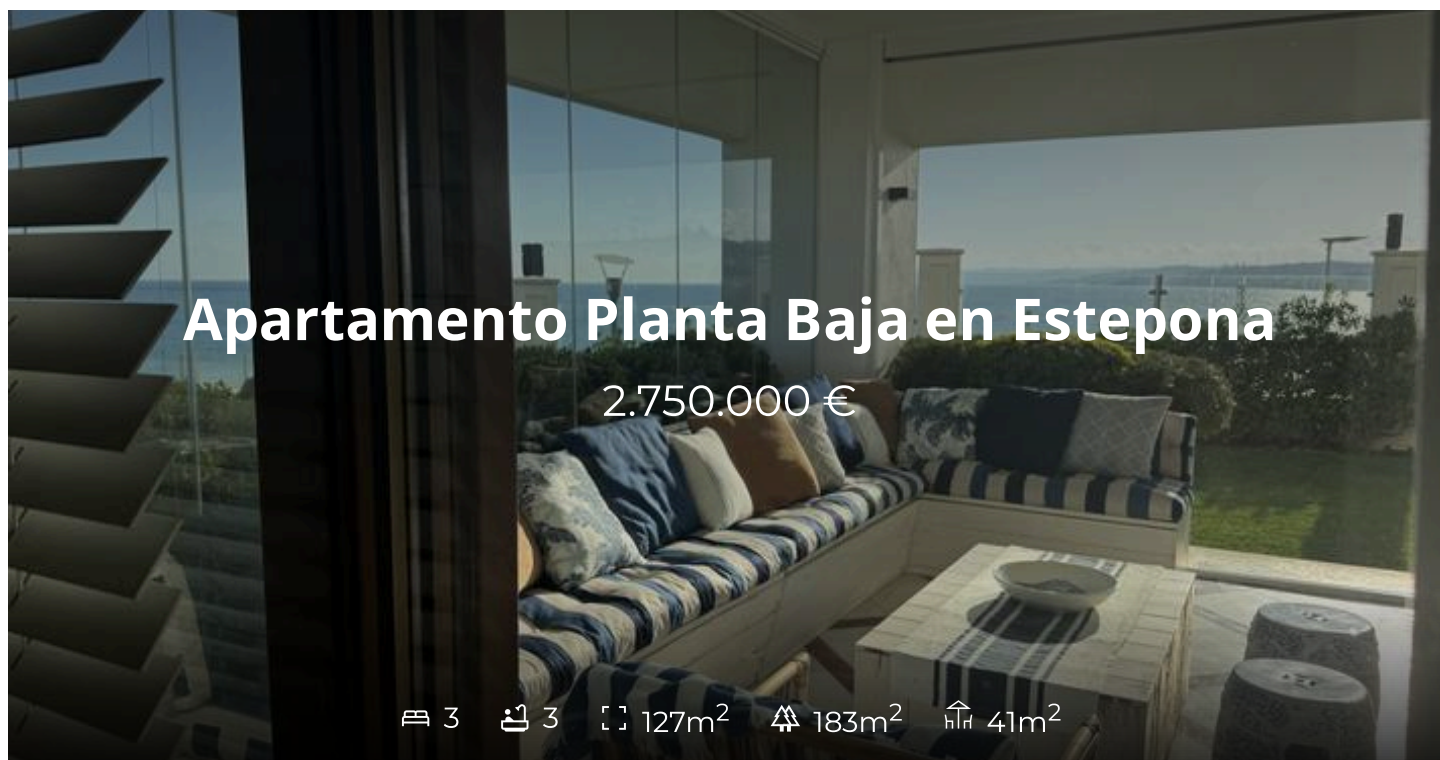 Apartamento Planta Baja en Estepona
2.750.000 €
3 3 127m² 183m² 41m²